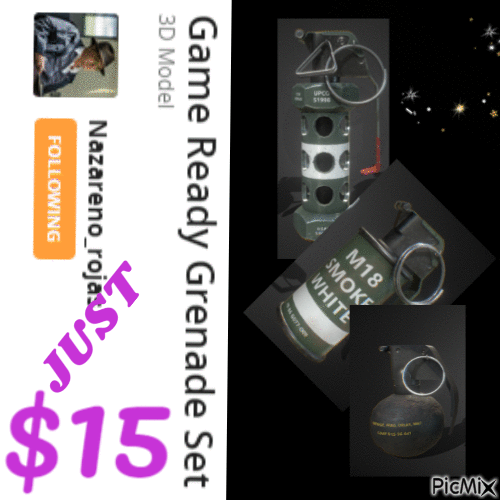 Game Ready Grenade Set
3D Model
Nazareno_rojas
FOLLOWING
JUST
$15
M18
SMOKE
WHITE
PicMix